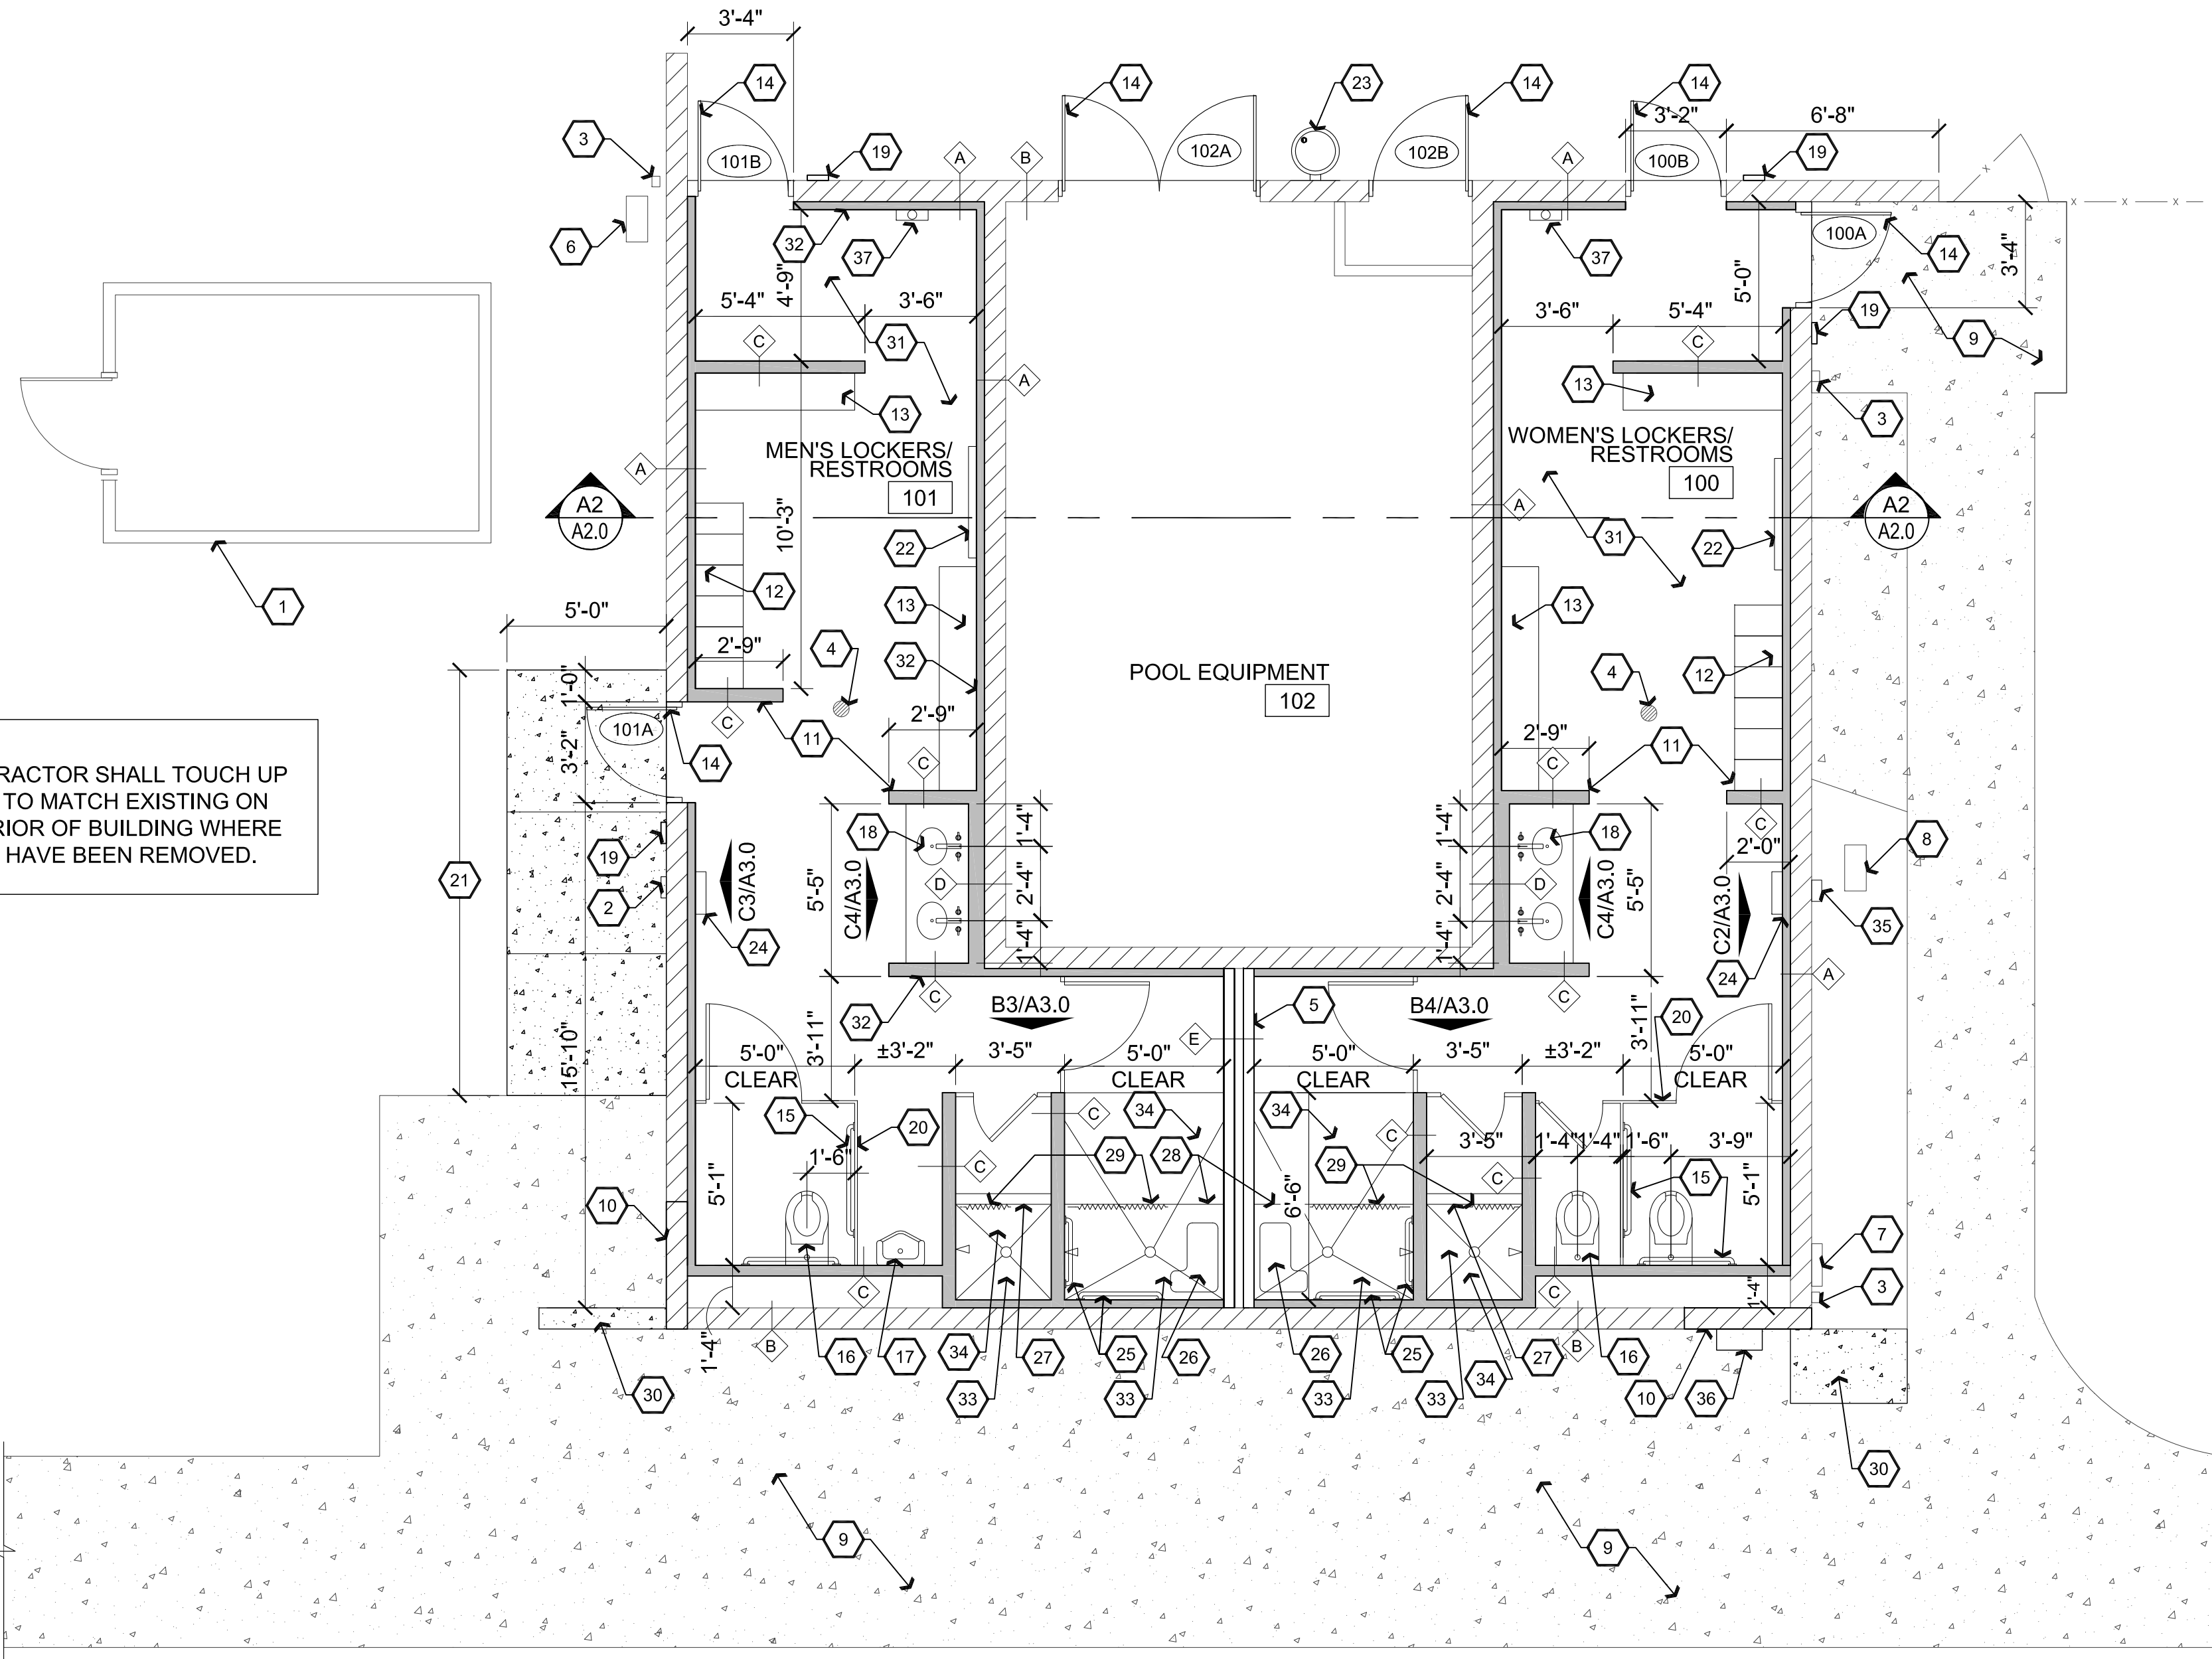 3'-4"
14
14
23
14
14
3'-2"
6'-8"
3
101B
19
A
B
102A
102B
A
100B
19
6
32
37
37
100A
14
3'-4"
4'-9"
5'-0"
5'-4"
3'-6"
3'-6"
5'-4"
19
9
C
31
C
A
13
13
3
MEN'S LOCKERS/
RESTROOMS
101
WOMEN'S LOCKERS/
RESTROOMS
100
A
A2
A2.0
A
A2
A2.0
10'-3"
22
31
22
12
13
13
1
5'-0"
2'-9"
4
32
POOL EQUIPMENT
102
4
12
1'-0"
101A
C
11
2'-9"
2'-9"
11
3'-2"
14
C
C
RACTOR SHALL TOUCH UP
TO MATCH EXISTING ON
RIOR OF BUILDING WHERE
HAVE BEEN REMOVED.
1'-4"
1'-4"
18
18
C
2'-0"
8
19
21
C3/A3.0
5'-5"
C4/A3.0
D
2'-4"
2'-4"
D
C4/A3.0
5'-5"
C2/A3.0
2
35
24
1'-4"
1'-4"
24
A
C
C
32
B3/A3.0
5
B4/A3.0
20
15'-10"
3'-11"
E
3'-11"
5'-0"
CLEAR
±3'-2"
3'-5"
5'-0"
CLEAR
5'-0"
CLEAR
3'-5"
±3'-2"
5'-0"
CLEAR
15
20
C
34
34
C
1'-6"
C
29
28
29
3'-5"
1'-4"
1'-4"
1'-6"
3'-9"
5'-1"
C
15
5'-1"
10
6'-6"
7
C
C
1'-4"
3
1'-4"
B
16
17
34
27
25
26
26
25
34
27
B
16
30
33
33
33
33
10
36
30
9
9